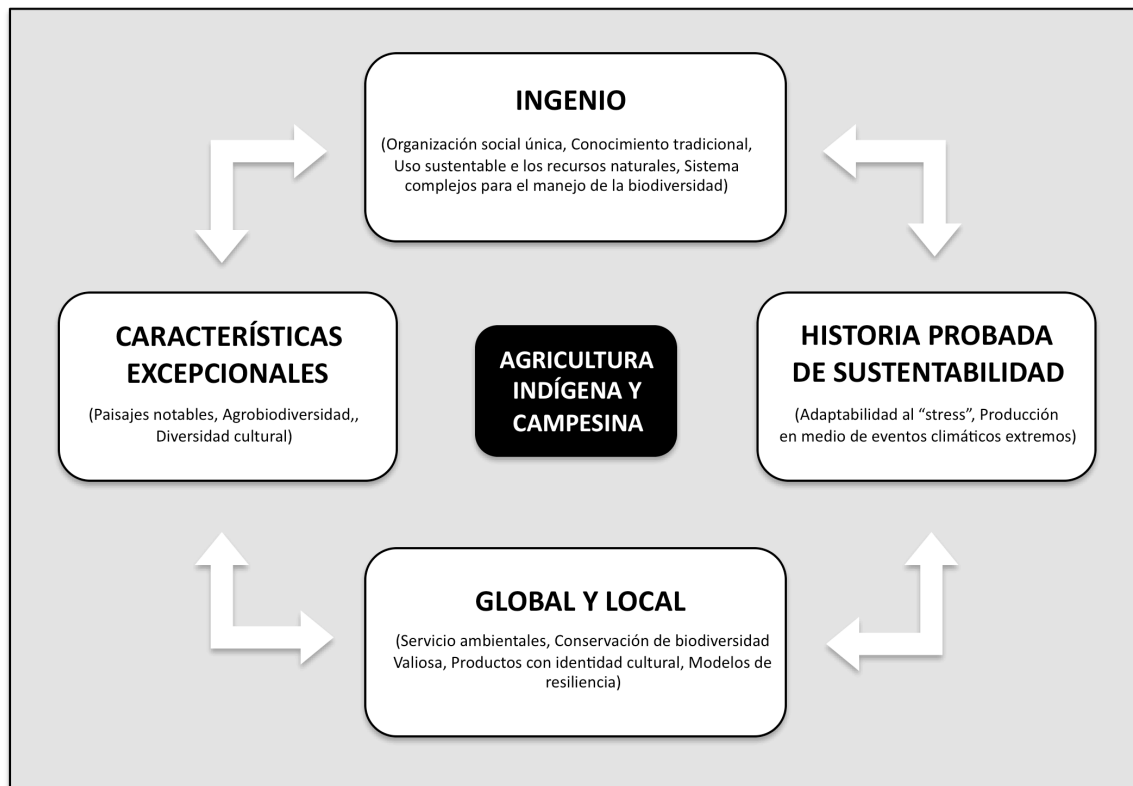 INGENIO
(Organización social única, Conocimiento tradicional,
Uso sustentable e los recursos naturales, Sistema
complejos para el manejo de la biodiversidad)
CARACTERÍSTICAS
EXCEPCIONALES
(Paisajes notables, Agrobiodiversidad,,
Diversidad cultural)
AGRICULTURA
INDÍGENA Y
CAMPESINA
HISTORIA PROBADA
DE SUSTENTABILIDAD
(Adaptabilidad al “stress”, Producción
en medio de eventos climáticos extremos)
GLOBAL Y LOCAL
(Servicio ambientales, Conservación de biodiversidad
Valiosa, Productos con identidad cultural, Modelos de
resiliencia)